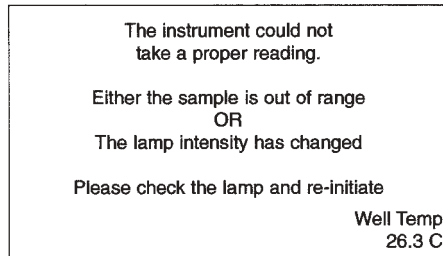 The instrument could not
take a proper reading.
Either the sample is out of range
OR
The lamp intensity has changed
Please check the lamp and re-initiate
Well Temp
26.3 C